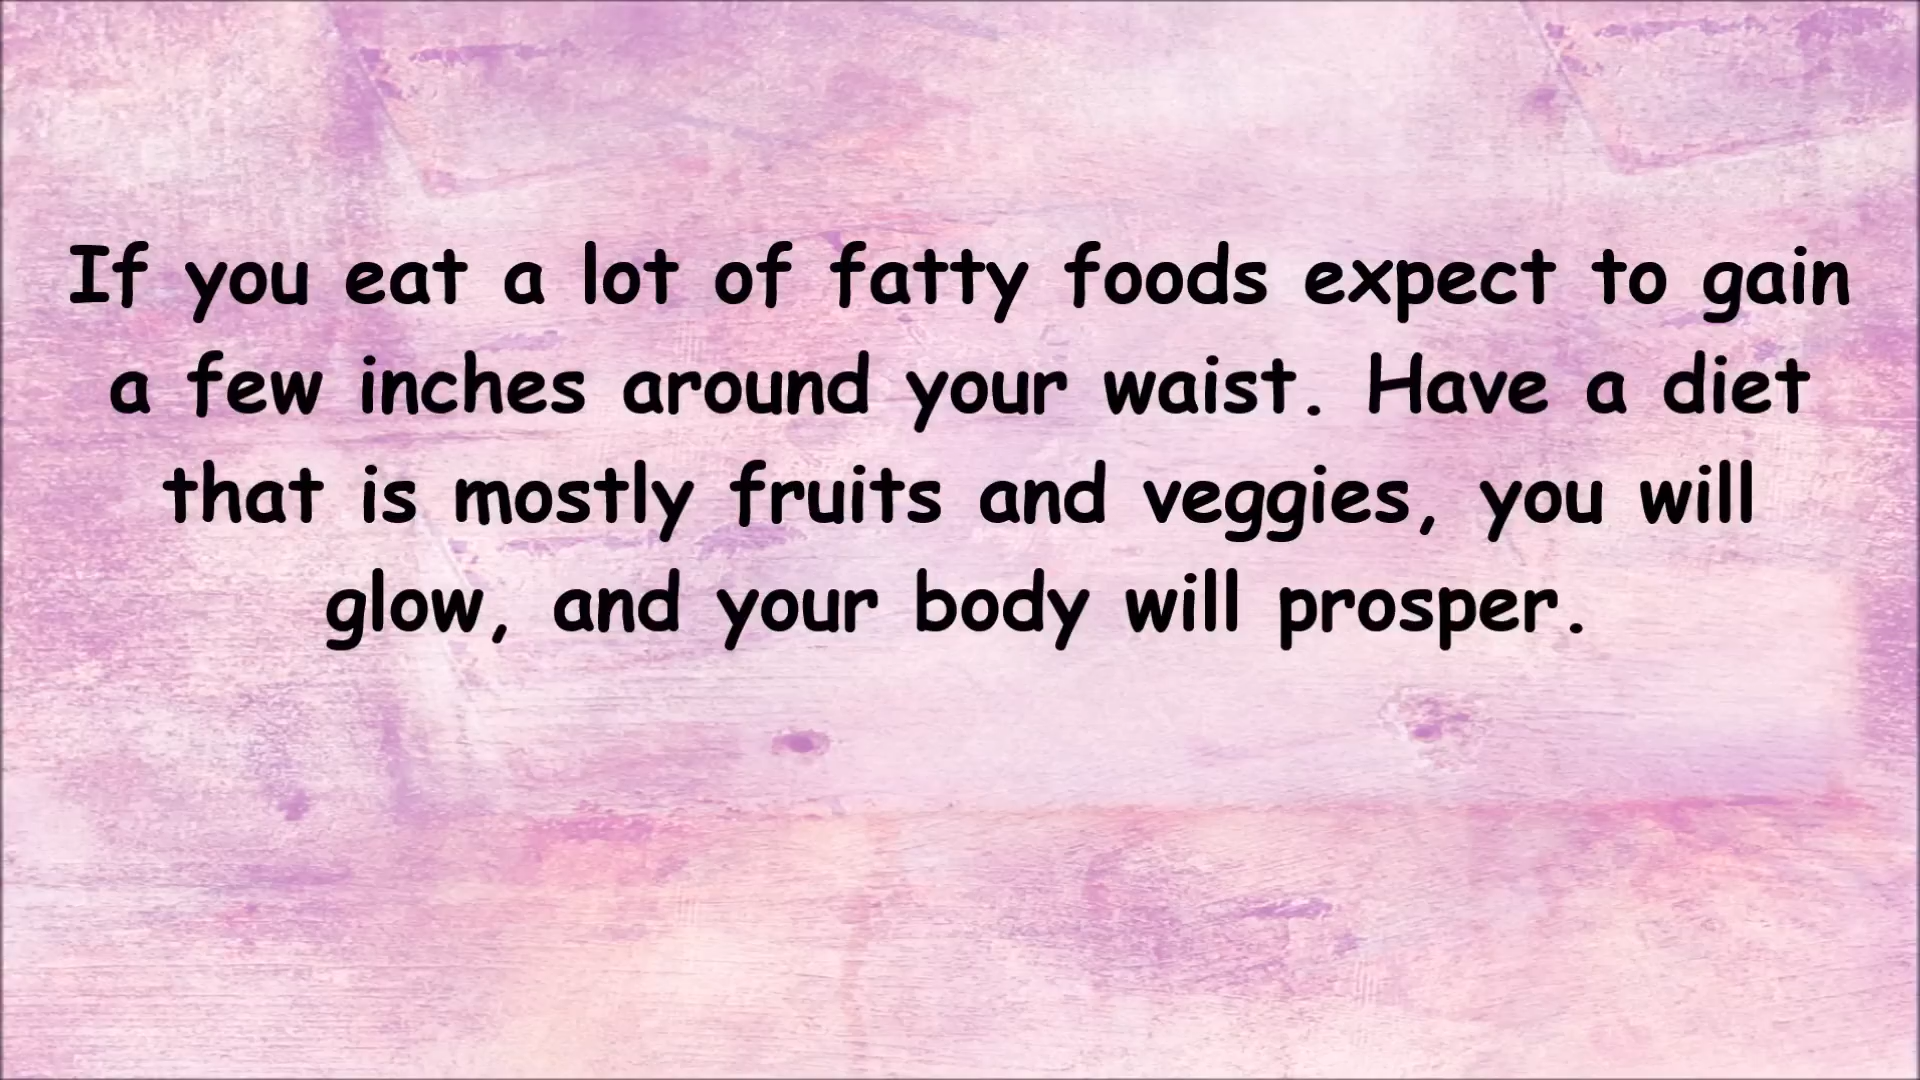 If you eat a lot of fatty foods expect to gain
a few inches around your waist. Have a diet
that is mostly fruits and veggies, you will
glow, and your body will prosper.